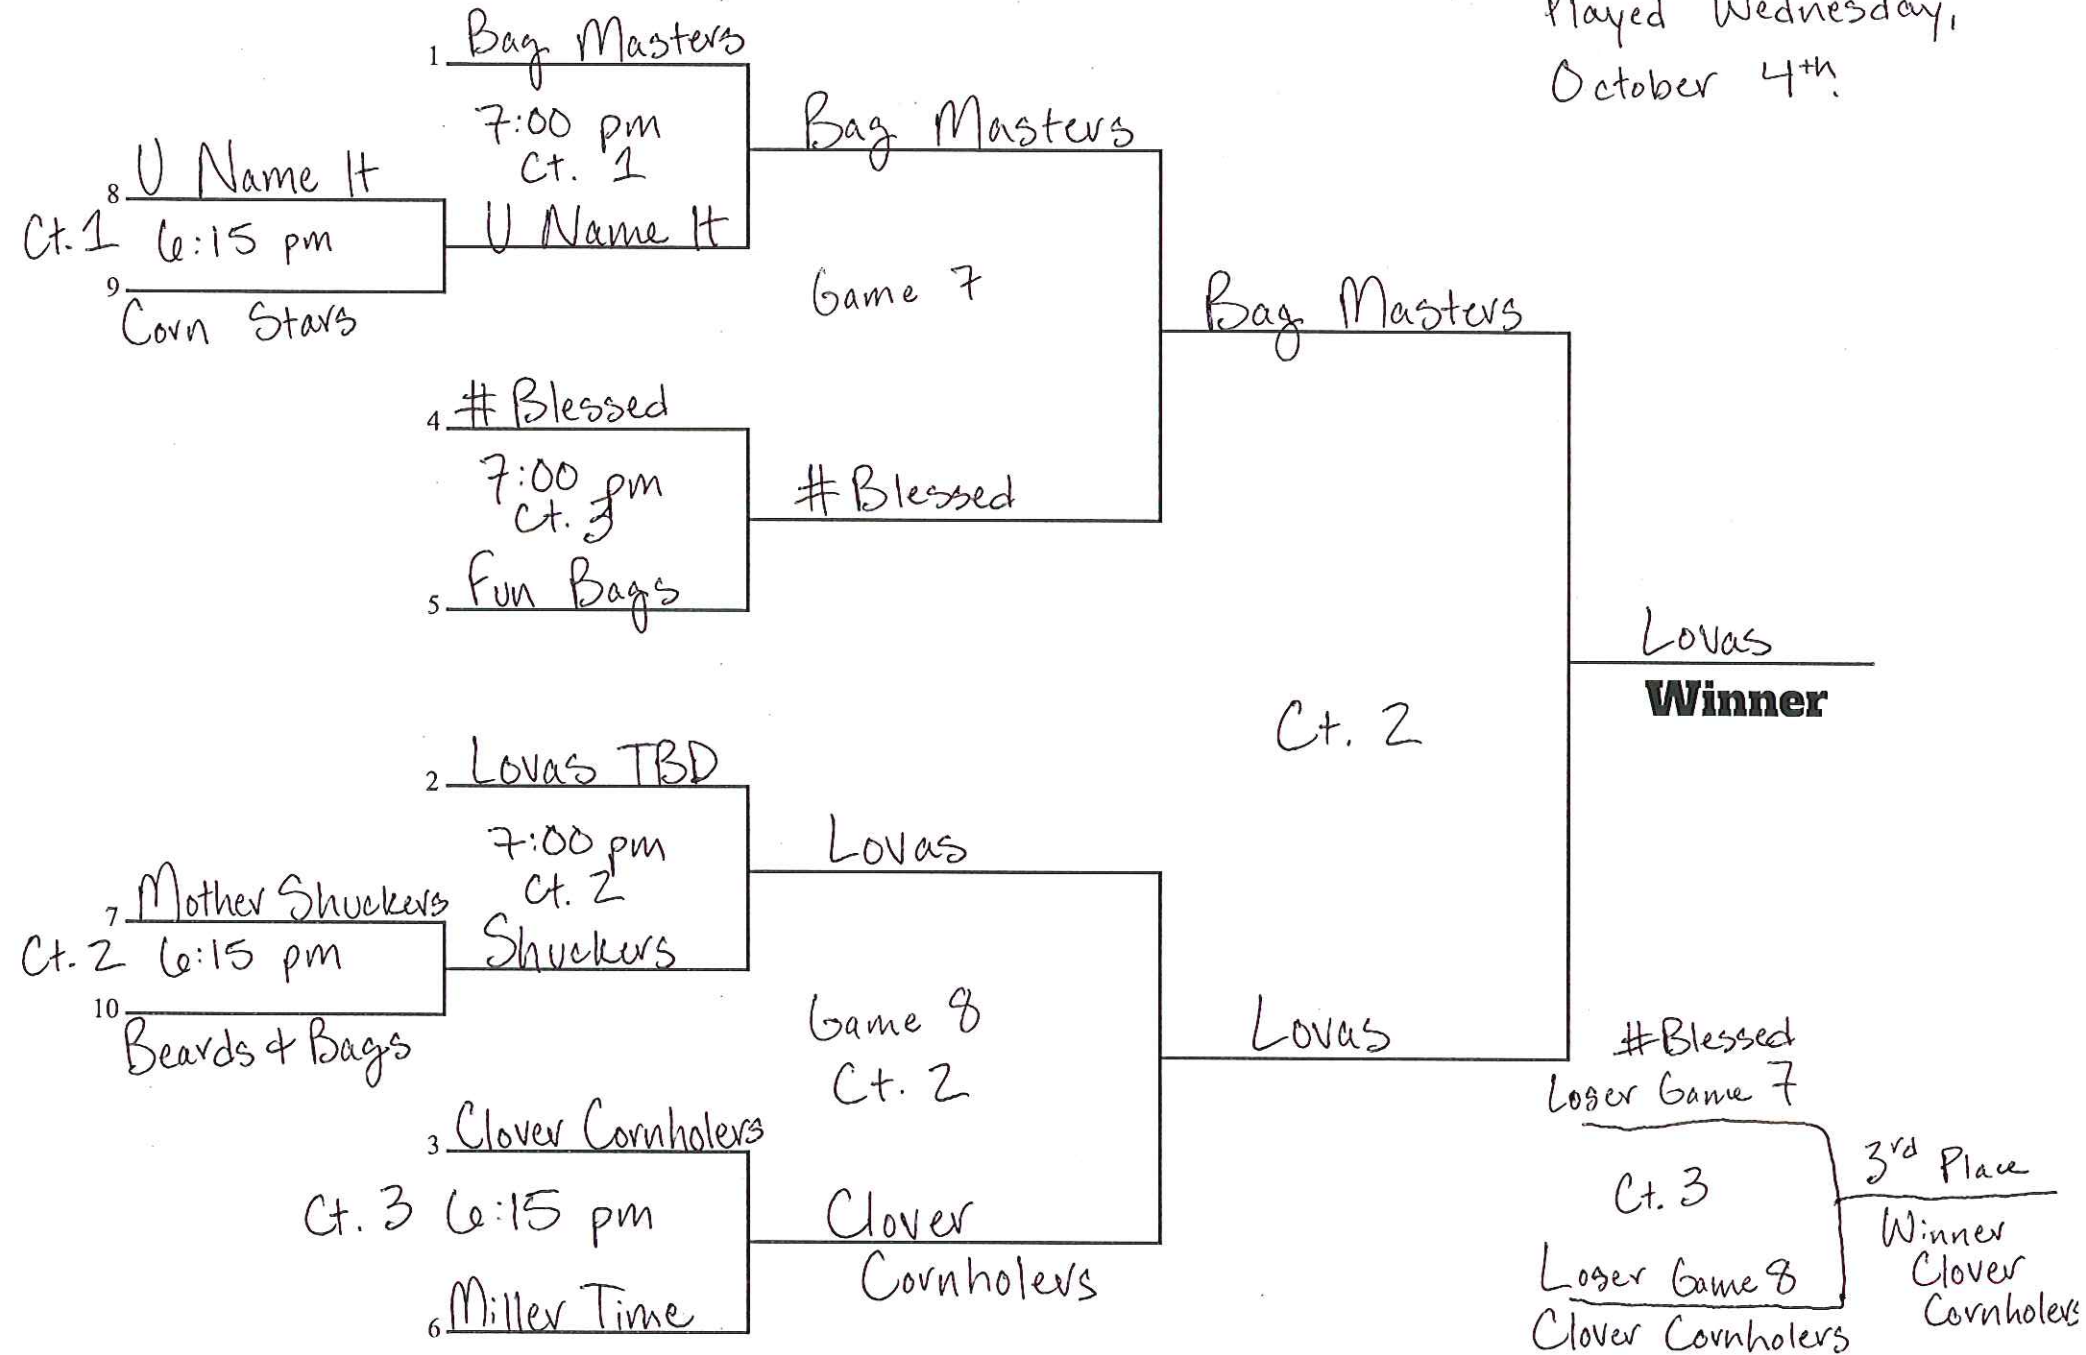 Played Wednesday,
October 4th.
1 Bag Masters
7:00 pm
Ct. 1
Bag Masters
8 U Name It
Ct. 1 6:15 pm
U Name It
9
Corn Stars
Game 7
Bag Masters
4 #Blessed
7:00 pm
Ct. 3
#Blessed
5 Fun Bags
Lovas
Winner
Ct. 2
2 Lovas TBD
7:00 pm
Ct. 2
Lovas
7 Mother Shuckers
Ct. 2 6:15 pm
Shuckers
10
Beards & Bags
Game 8
Ct. 2
Lovas
3 Clover Cornholers
Ct. 3 6:15 pm
Clover
Cornholers
6 Miller Time
#Blessed
Loser Game 7
Ct. 3
3rd Place
Winner
Clover
Cornholers
Loser Game 8
Clover Cornholers